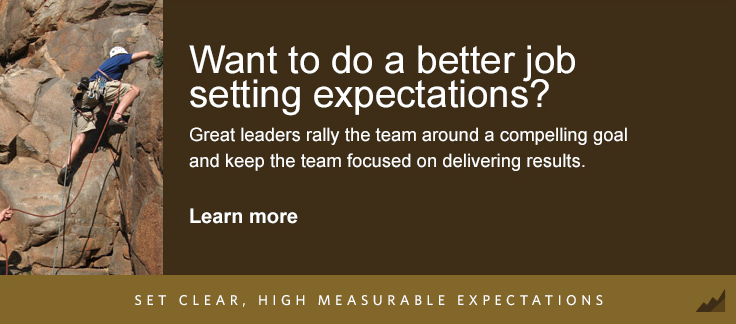 Want to do a better job
setting expectations?
Great leaders rally the team around a compelling goal
and keep the team focused on delivering results.
Learn more
SET CLEAR, HIGH MEASURABLE EXPECTATIONS